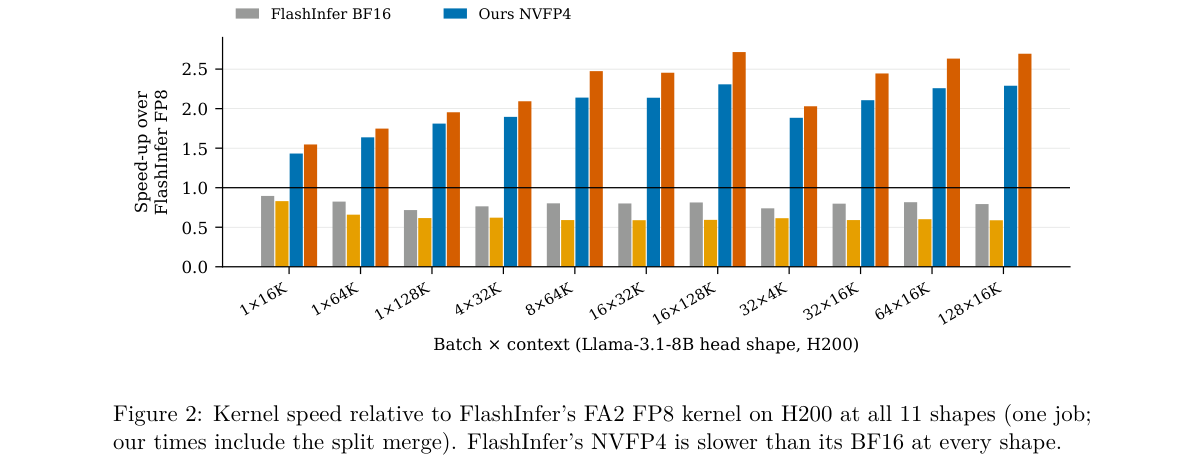 FlashInfer BF16
Ours NVFP4
Speed-up over
FlashInfer FP8
2.5
2.0
1.5
1.0
0.5
0.0
1×16K
1×64K
1×128K
4×32K
8×64K
16×32K
16×128K
32×4K
32×16K
64×16K
128×16K
Batch × context (Llama-3.1-8B head shape, H200)
Figure 2: Kernel speed relative to FlashInfer's FA2 FP8 kernel on H200 at all 11 shapes (one job;
our times include the split merge). FlashInfer's NVFP4 is slower than its BF16 at every shape.